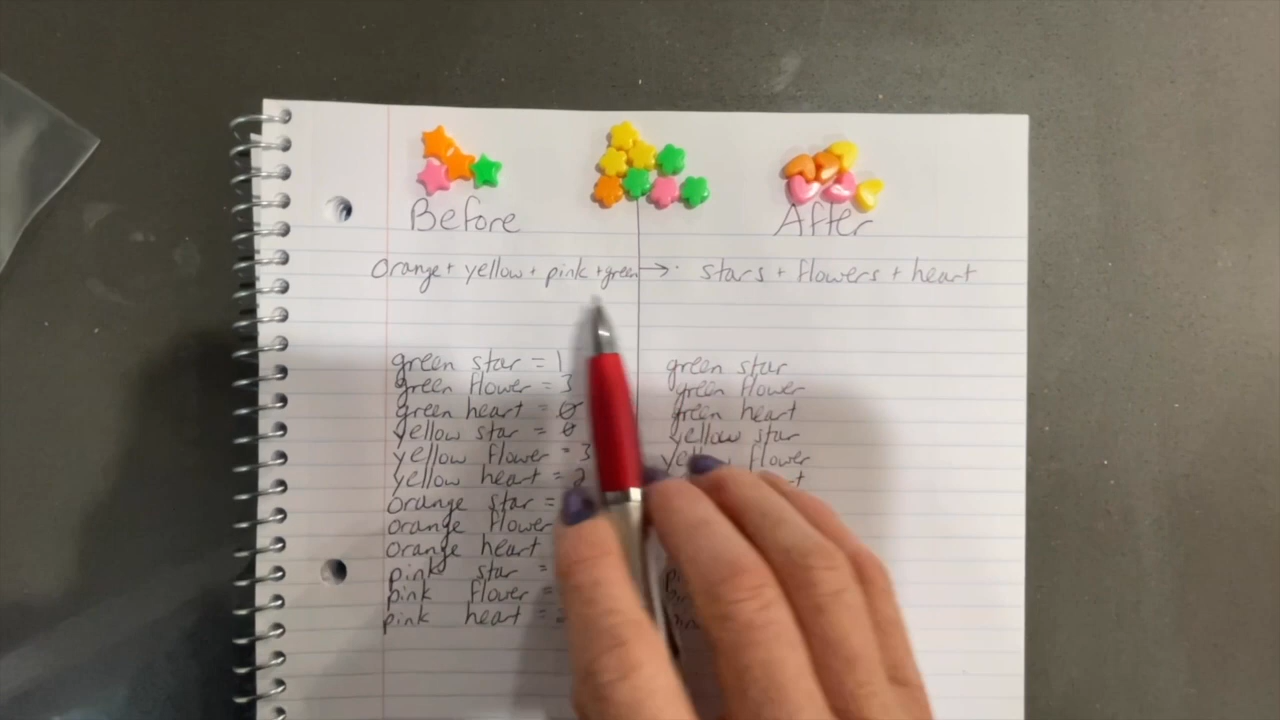 Before After
Orange + yellow + pink + green → stars + flowers + heart
green star = 1 green star
green flower = 3 green flower
green heart = 0 green heart
yellow star = 0 yellow star
yellow flower = 3 yellow flower
yellow heart = 2
orange star =
orange flower
orange heart
pink star =
pink flower =
pink heart =